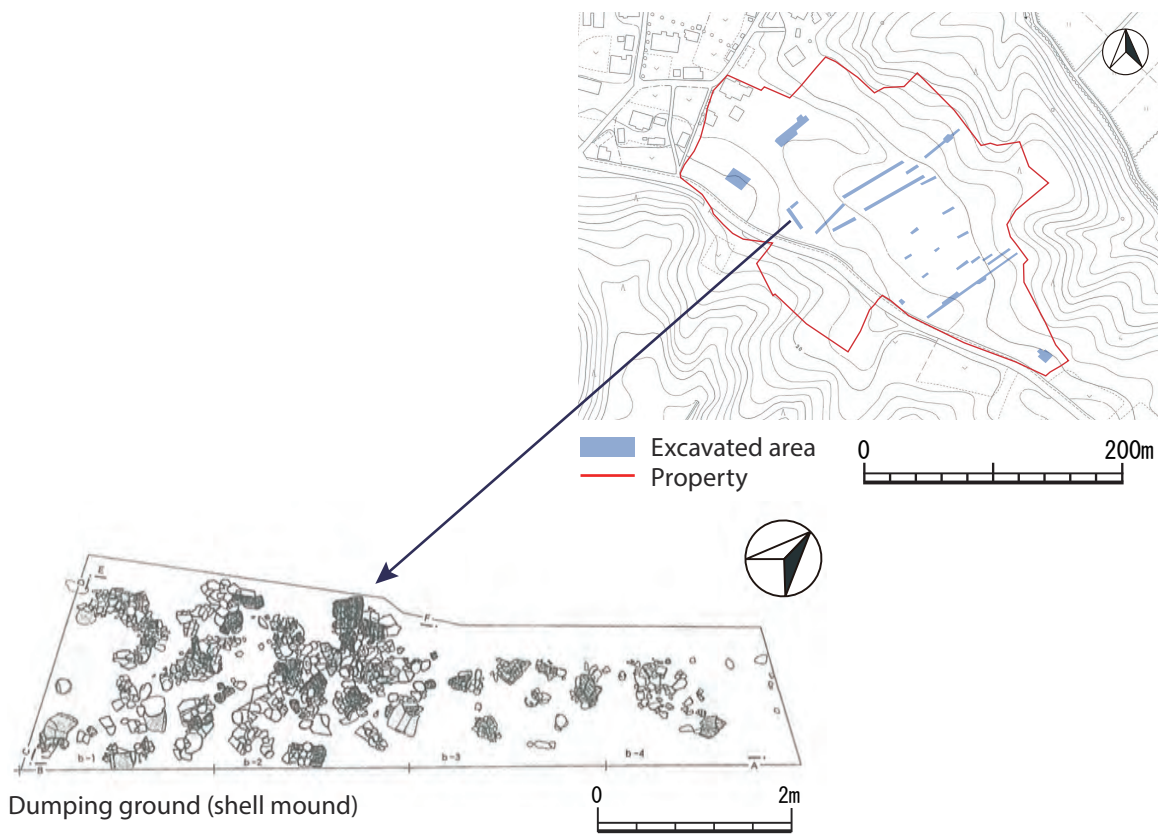 Excavated area
Property
0 200m
E
F
C
B
b-1
b-2
b-3
b-4
A
Dumping ground (shell mound)
0 2m